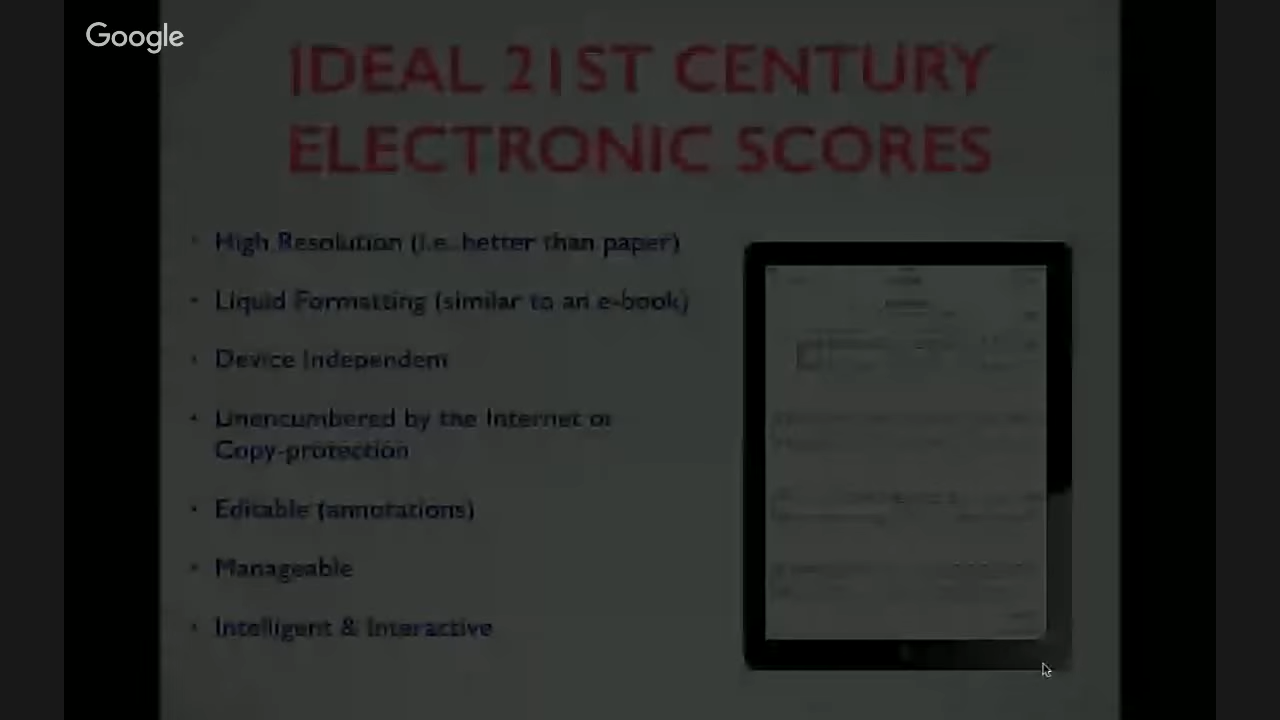 Google
IDEAL 21ST CENTURY
ELECTRONIC SCORES
• High Resolution (i.e. better than paper)
• Liquid Formatting (similar to an e-book)
• Device Independent
• Unencumbered by the Internet or
Copy-protection
• Editable (annotations)
• Manageable
• Intelligent & Interactive